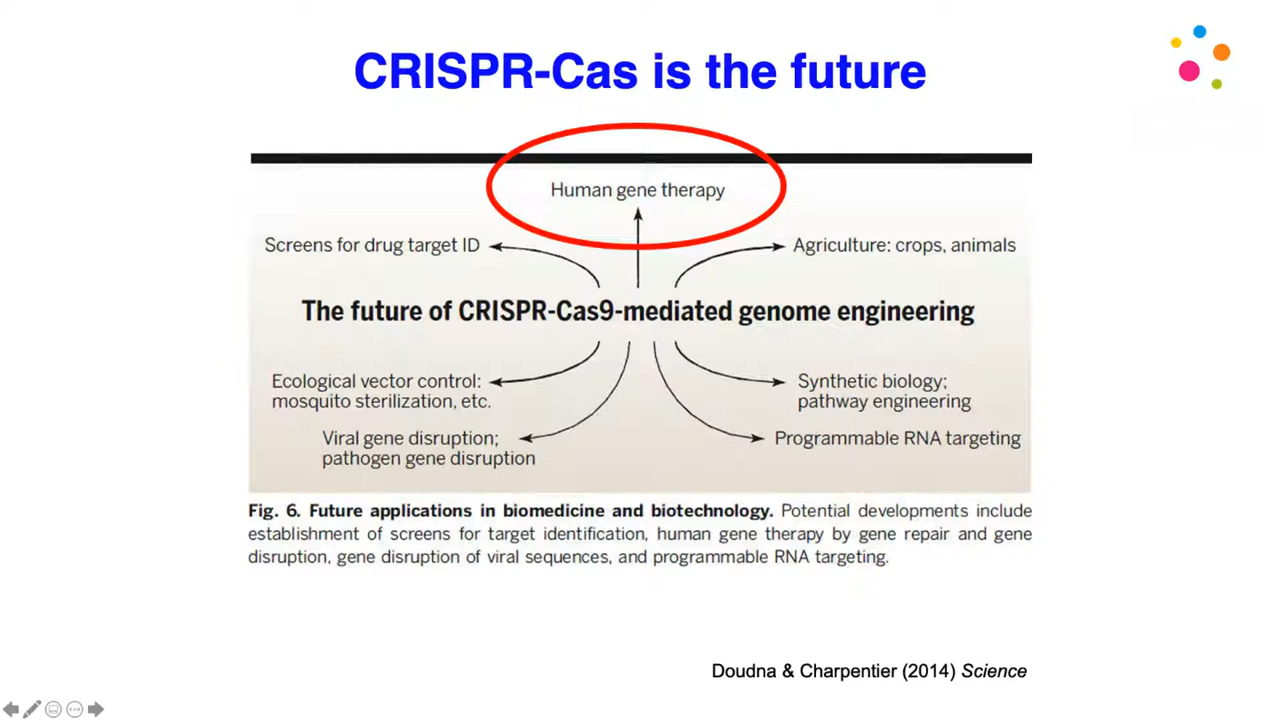 CRISPR-Cas is the future
Human gene therapy
Screens for drug target ID
Agriculture: crops, animals
The future of CRISPR-Cas9-mediated genome engineering
Ecological vector control:
mosquito sterilization, etc.
Synthetic biology;
pathway engineering
Viral gene disruption;
pathogen gene disruption
Programmable RNA targeting
Fig. 6. Future applications in biomedicine and biotechnology. Potential developments include
establishment of screens for target identification, human gene therapy by gene repair and gene
disruption, gene disruption of viral sequences, and programmable RNA targeting.
Doudna & Charpentier (2014) Science